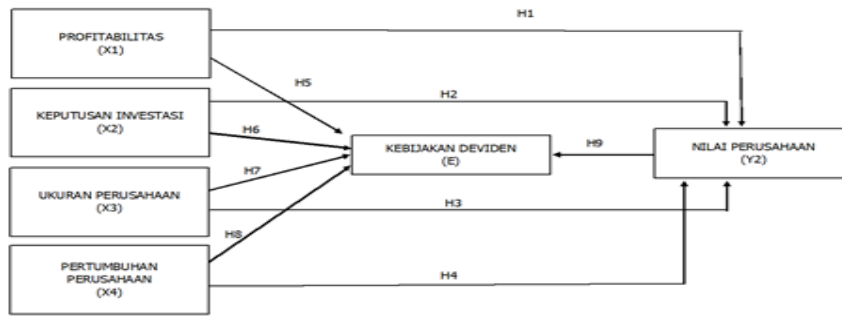 H1
PROFITABILITAS
(X1)
H5
KEPUTUSAN INVESTASI
(X2)
H2
H6
KEBIJAKAN DEVIDEN
(E)
H9
NILAI PERUSAHAAN
(Y2)
H7
UKURAN PERUSAHAAN
(X3)
H3
H8
PERTUMBUHAN
PERUSAHAAN
(X4)
H4